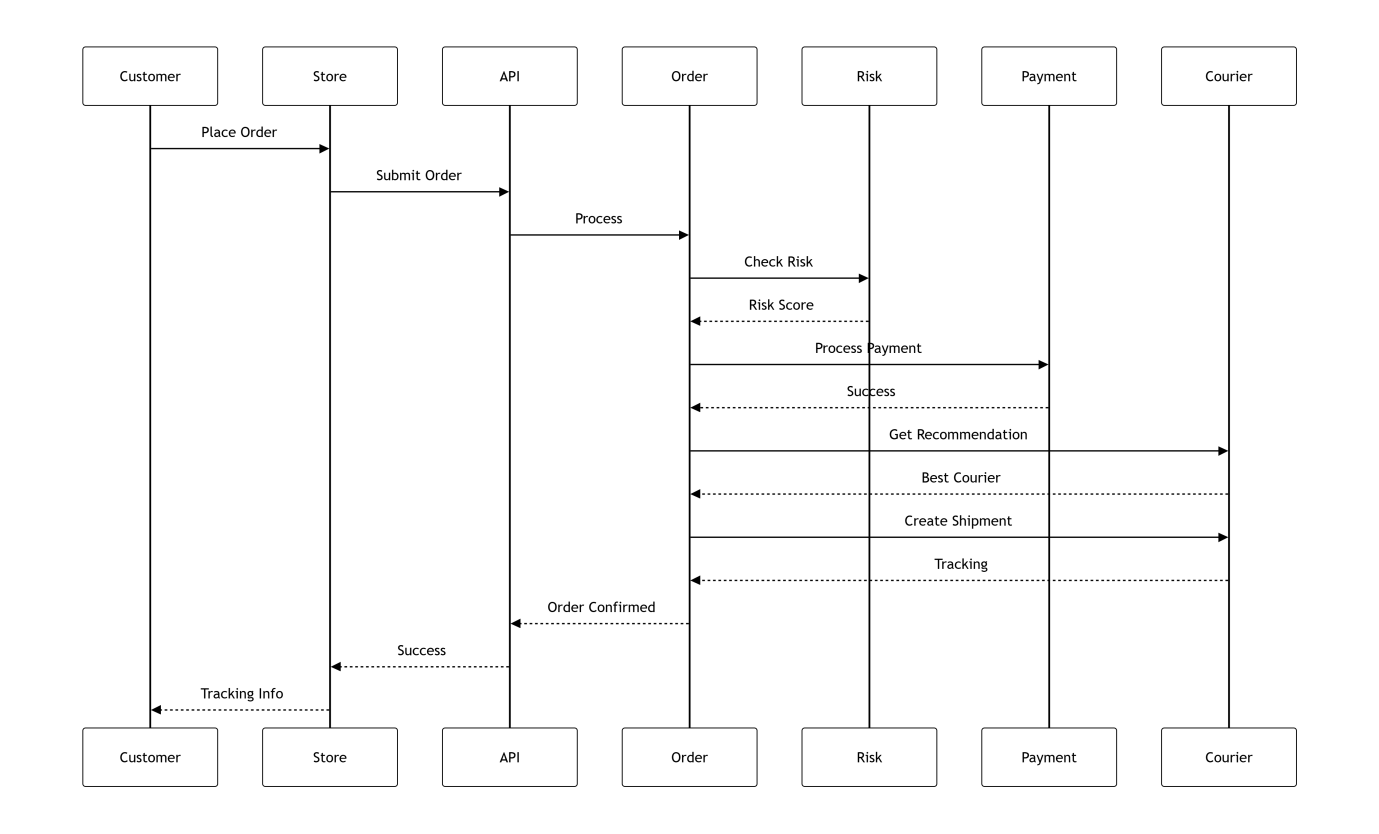 Customer Store API Order Risk Payment Courier
Place Order
Submit Order
Process
Check Risk
Risk Score
Process Payment
Success
Get Recommendation
Best Courier
Create Shipment
Tracking
Order Confirmed
Success
Tracking Info
Customer Store API Order Risk Payment Courier